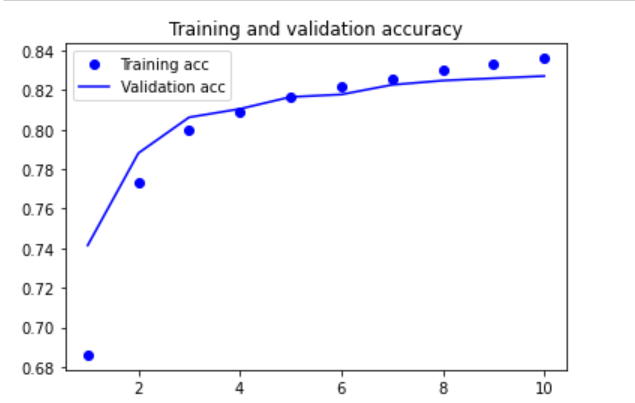 Training and validation accuracy
Training acc
Validation acc
0.84
0.82
0.80
0.78
0.76
0.74
0.72
0.70
0.68
2 4 6 8 10